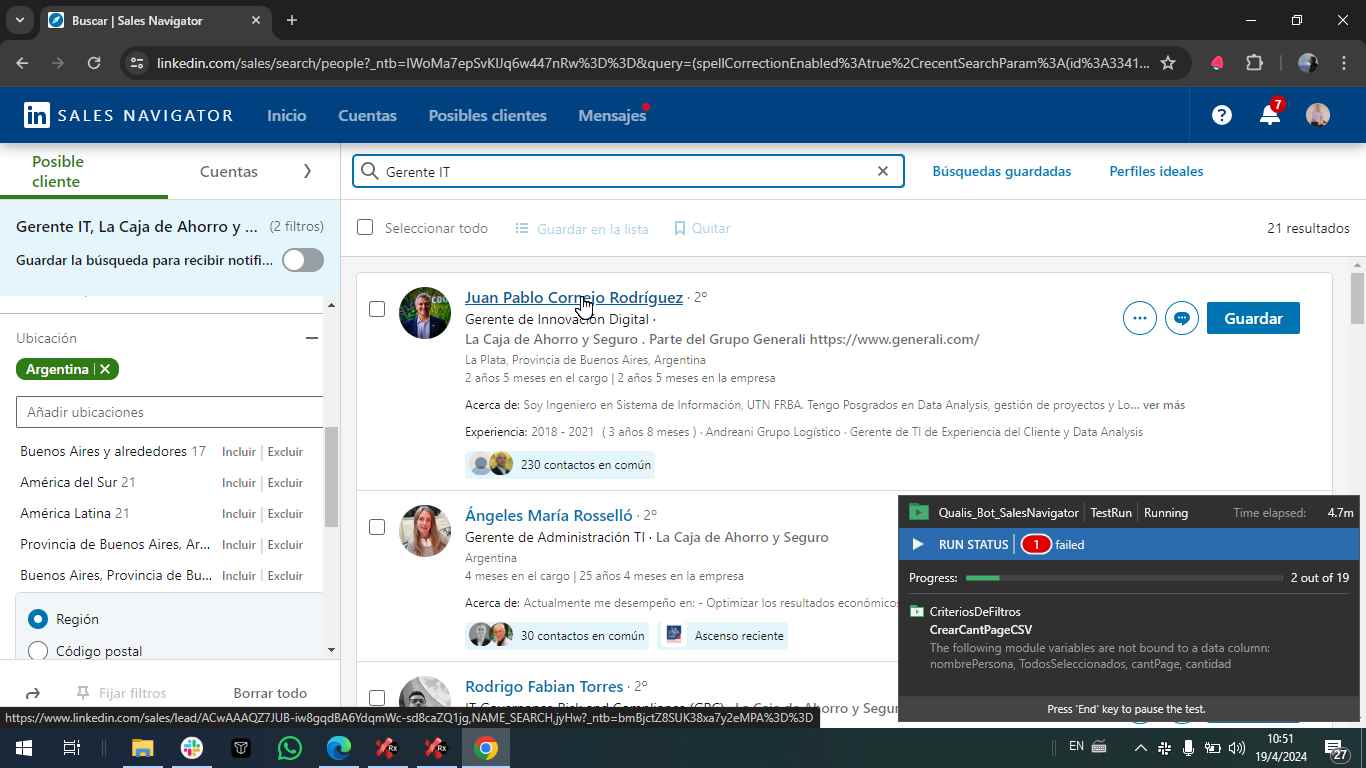 Buscar | Sales Navigator
linkedin.com/sales/search/people?_ntb=IWoMa7epSvKIJq6w447nRw%3D%3D&query=(spellCorrectionEnabled%3Atrue%2CrecentSearchParam%3A(id%3A3341...
in SALES NAVIGATOR
Inicio
Cuentas
Posibles clientes
Mensajes
7
Posible cliente
Cuentas
Gerente IT
Búsquedas guardadas
Perfiles ideales
Gerente IT, La Caja de Ahorro y ... (2 filtros)
Guardar la búsqueda para recibir notifi...
Seleccionar todo
Guardar en la lista
Quitar
21 resultados
Ubicación
Argentina
Añadir ubicaciones
Buenos Aires y alrededores 17 Incluir | Excluir
América del Sur 21 Incluir | Excluir
América Latina 21 Incluir | Excluir
Provincia de Buenos Aires, Ar... Incluir | Excluir
Buenos Aires, Provincia de Bu... Incluir | Excluir
Región
Código postal
Fijar filtros
Borrar todo
Juan Pablo Cornejo Rodríguez · 2º
Gerente de Innovación Digital ·
La Caja de Ahorro y Seguro . Parte del Grupo Generali https://www.generali.com/
La Plata, Provincia de Buenos Aires, Argentina
2 años 5 meses en el cargo | 2 años 5 meses en la empresa
Acerca de: Soy Ingeniero en Sistema de Información, UTN FRBA. Tengo Posgrados en Data Analysis, gestión de proyectos y Lo... ver más
Experiencia: 2018 - 2021 ( 3 años 8 meses ) · Andreani Grupo Logístico · Gerente de TI de Experiencia del Cliente y Data Analysis
230 contactos en común
Guardar
Ángeles María Rosselló · 2º
Gerente de Administración TI · La Caja de Ahorro y Seguro
Argentina
4 meses en el cargo | 25 años 4 meses en la empresa
Acerca de: Actualmente me desempeño en: - Optimizar los resultados económicos
30 contactos en común
Ascenso reciente
Rodrigo Fabian Torres · 2º
Ahorro y Segur
https://www.linkedin.com/sales/lead/ACwAAAQZ7JUB-iw8gqdBA6YdqmWc-sd8caZQ1jg,NAME_SEARCH,jyHw?_ntb=bmBjctZ8SUK38xa7y2eMPA%3D%3D
Qualis_Bot_SalesNavigator TestRun Running Time elapsed: 4.7m
RUN STATUS 1 failed
Progress: 2 out of 19
CriteriosDeFiltros
CrearCantPageCSV
The following module variables are not bound to a data column:
nombrePersona, TodosSeleccionados, cantPage, cantidad
Press 'End' key to pause the test.
EN
10:51
19/4/2024
27